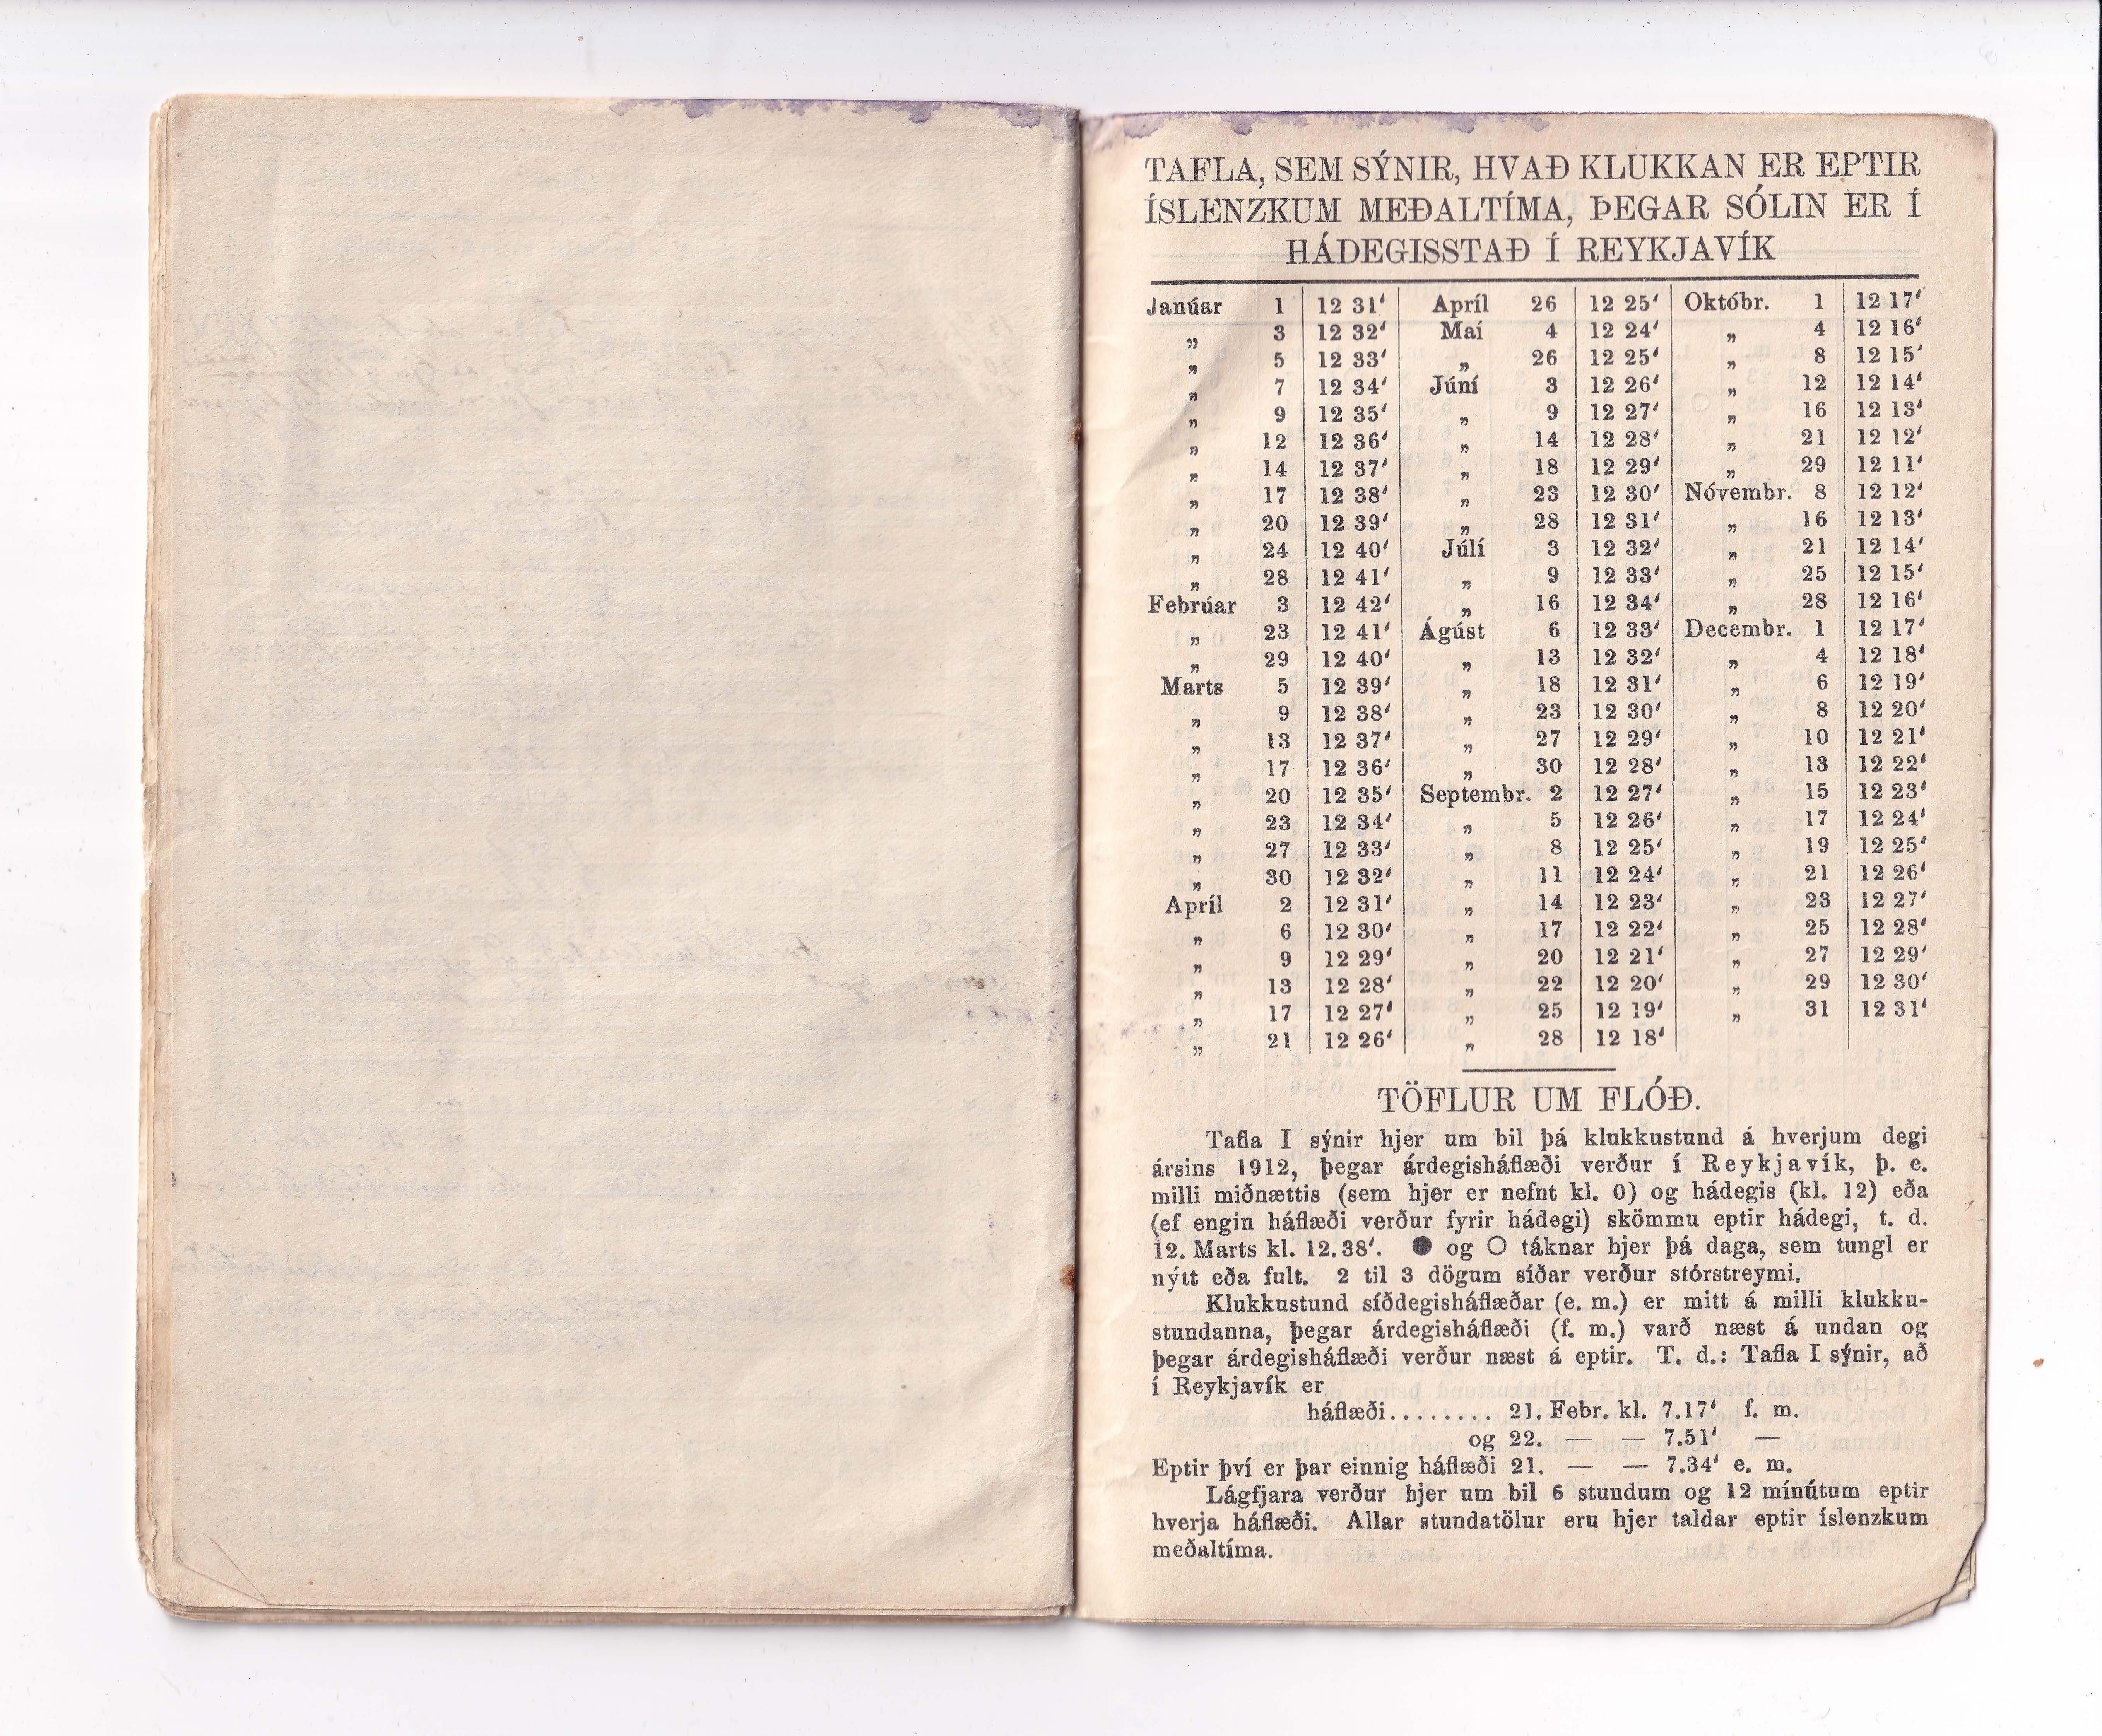 TAFLA, SEM SÝNIR, HVAÐ KLUKKAN ER EPTIR
ÍSLENZKUM MEÐALTÍMA, ÞEGAR SÓLIN ER Í
HÁDEGISSTAÐ Í REYKJAVÍK
Janúar 1 12 31′ Apríl 26 12 25′ Októbr. 1 12 17′
„ 3 12 32′ Maí 4 12 24′ „ 4 12 16′
„ 5 12 33′ „ 26 12 25′ „ 8 12 15′
„ 7 12 34′ Júní 3 12 26′ „ 12 12 14′
„ 9 12 35′ „ 9 12 27′ „ 16 12 13′
„ 12 12 36′ „ 14 12 28′ „ 21 12 12′
„ 14 12 37′ „ 18 12 29′ „ 29 12 11′
„ 17 12 38′ „ 23 12 30′ Nóvembr. 8 12 12′
„ 20 12 39′ „ 28 12 31′ „ 16 12 13′
„ 24 12 40′ Júlí 3 12 32′ „ 21 12 14′
„ 28 12 41′ „ 9 12 33′ „ 25 12 15′
Febrúar 3 12 42′ „ 16 12 34′ „ 28 12 16′
„ 23 12 41′ Ágúst 6 12 33′ Decembr. 1 12 17′
„ 29 12 40′ „ 13 12 32′ „ 4 12 18′
Marts 5 12 39′ „ 18 12 31′ „ 6 12 19′
„ 9 12 38′ „ 23 12 30′ „ 8 12 20′
„ 13 12 37′ „ 27 12 29′ „ 10 12 21′
„ 17 12 36′ „ 30 12 28′ „ 13 12 22′
„ 20 12 35′ Septembr. 2 12 27′ „ 15 12 23′
„ 23 12 34′ „ 5 12 26′ „ 17 12 24′
„ 27 12 33′ „ 8 12 25′ „ 19 12 25′
„ 30 12 32′ „ 11 12 24′ „ 21 12 26′
Apríl 2 12 31′ „ 14 12 23′ „ 23 12 27′
„ 6 12 30′ „ 17 12 22′ „ 25 12 28′
„ 9 12 29′ „ 20 12 21′ „ 27 12 29′
„ 13 12 28′ „ 22 12 20′ „ 29 12 30′
„ 17 12 27′ „ 25 12 19′ „ 31 12 31′
„ 21 12 26′ „ 28 12 18′
TÖFLUR UM FLÓÐ.
Tafla I sýnir hjer um bil þá klukkustund á hverjum degi
ársins 1912, þegar árdegisháflæði verður í Reykjavík, þ. e.
milli miðnættis (sem hjer er nefnt kl. 0) og hádegis (kl. 12) eða
(ef engin háflæði verður fyrir hádegi) skömmu eptir hádegi, t. d.
12. Marts kl. 12.38′. ● og ○ táknar hjer þá daga, sem tungl er
nýtt eða fult. 2 til 3 dögum síðar verður stórstreymi.
Klukkustund síðdegisháflæðar (e. m.) er mitt á milli klukku-
stundanna, þegar árdegisháflæði (f. m.) varð næst á undan og
þegar árdegisháflæði verður næst á eptir. T. d.: Tafla I sýnir, að
í Reykjavík er
háflæði........ 21. Febr. kl. 7.17′ f. m.
og 22. — — 7.51′ —
Eptir því er þar einnig háflæði 21. — — 7.34′ e. m.
Lágfjara verður hjer um bil 6 stundum og 12 mínútum eptir
hverja háflæði. Allar stundatölur eru hjer taldar eptir íslenzkum
meðaltíma.